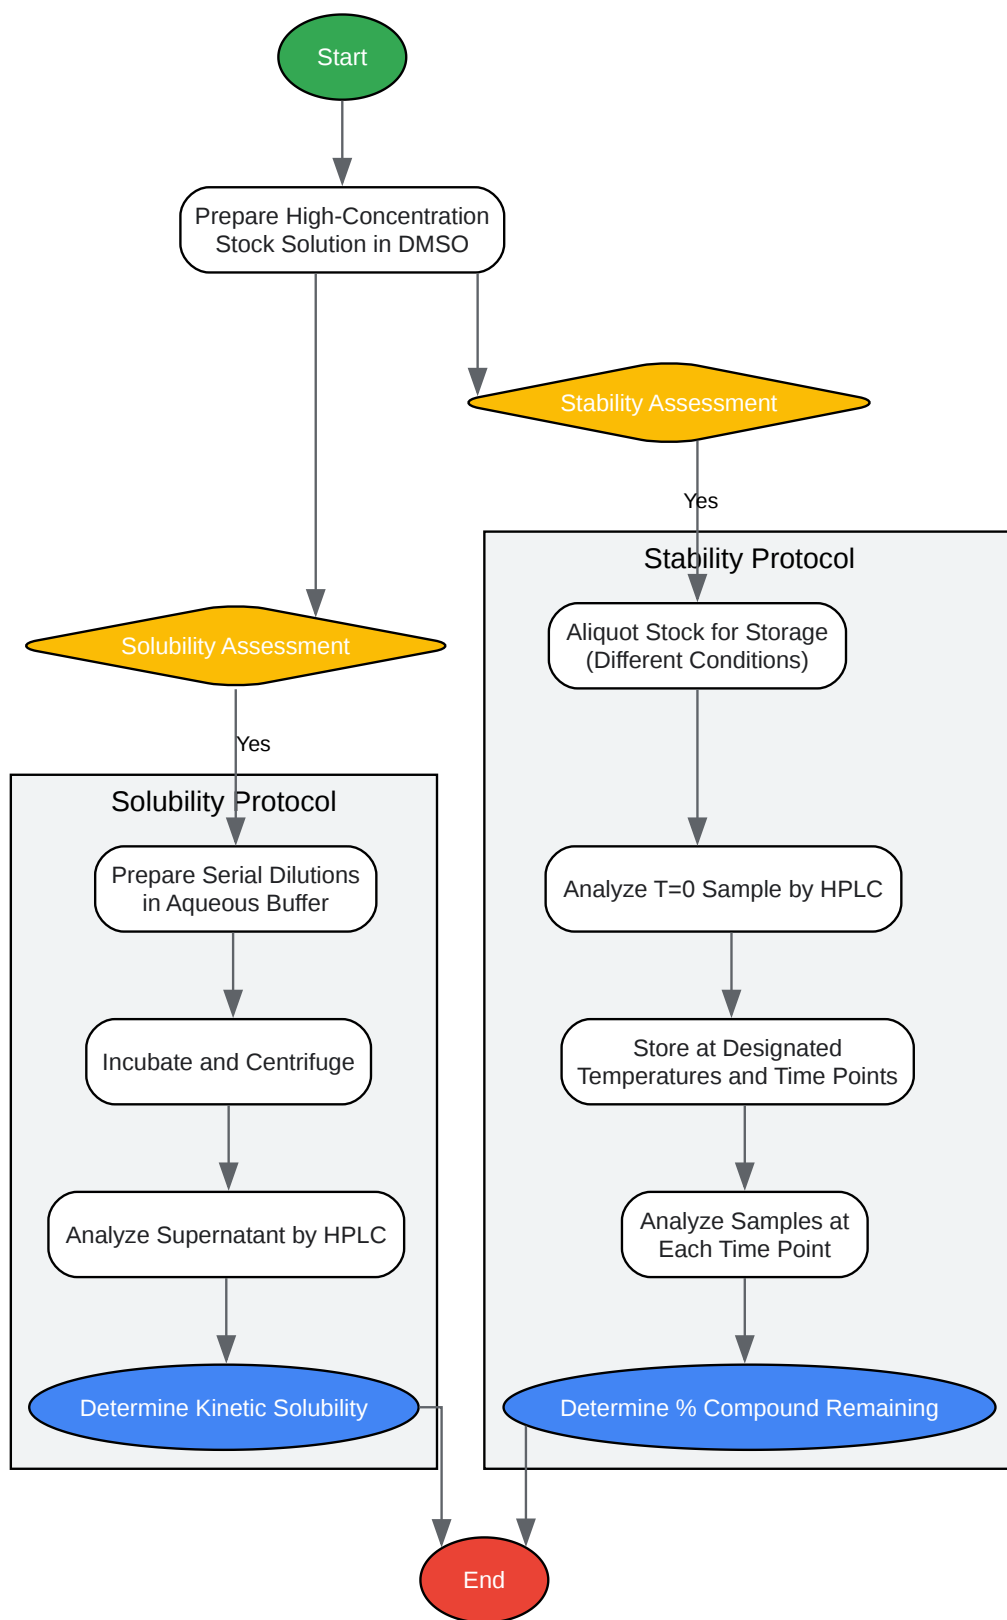 Start
Prepare High-Concentration
Stock Solution in DMSO
Stability Assessment
Yes
Stability Protocol
Aliquot Stock for Storage
(Different Conditions)
Solubility Assessment
Yes
Solubility Protocol
Prepare Serial Dilutions
in Aqueous Buffer
Analyze T=0 Sample by HPLC
Incubate and Centrifuge
Store at Designated
Temperatures and Time Points
Analyze Supernatant by HPLC
Analyze Samples at
Each Time Point
Determine Kinetic Solubility
Determine % Compound Remaining
End